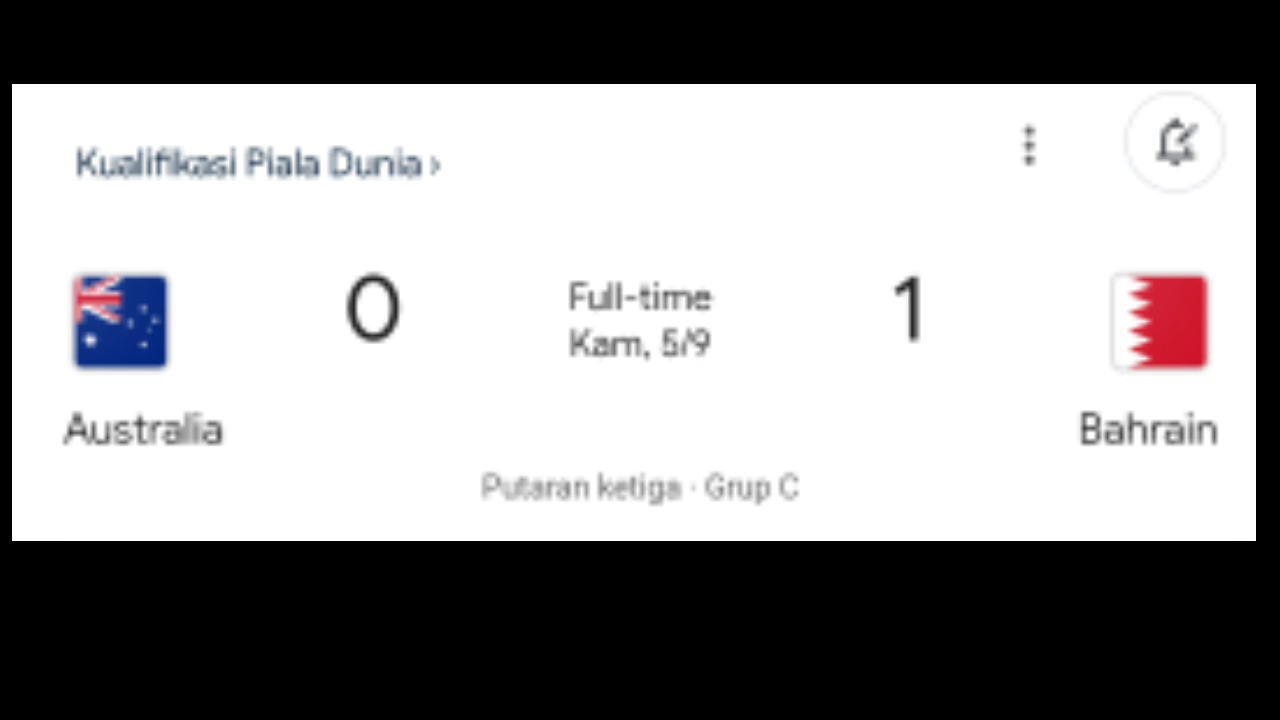 Kualifikasi Piala Dunia ›
0 Full-time 1
Kam, 5/9
Australia Bahrain
Putaran ketiga · Grup C